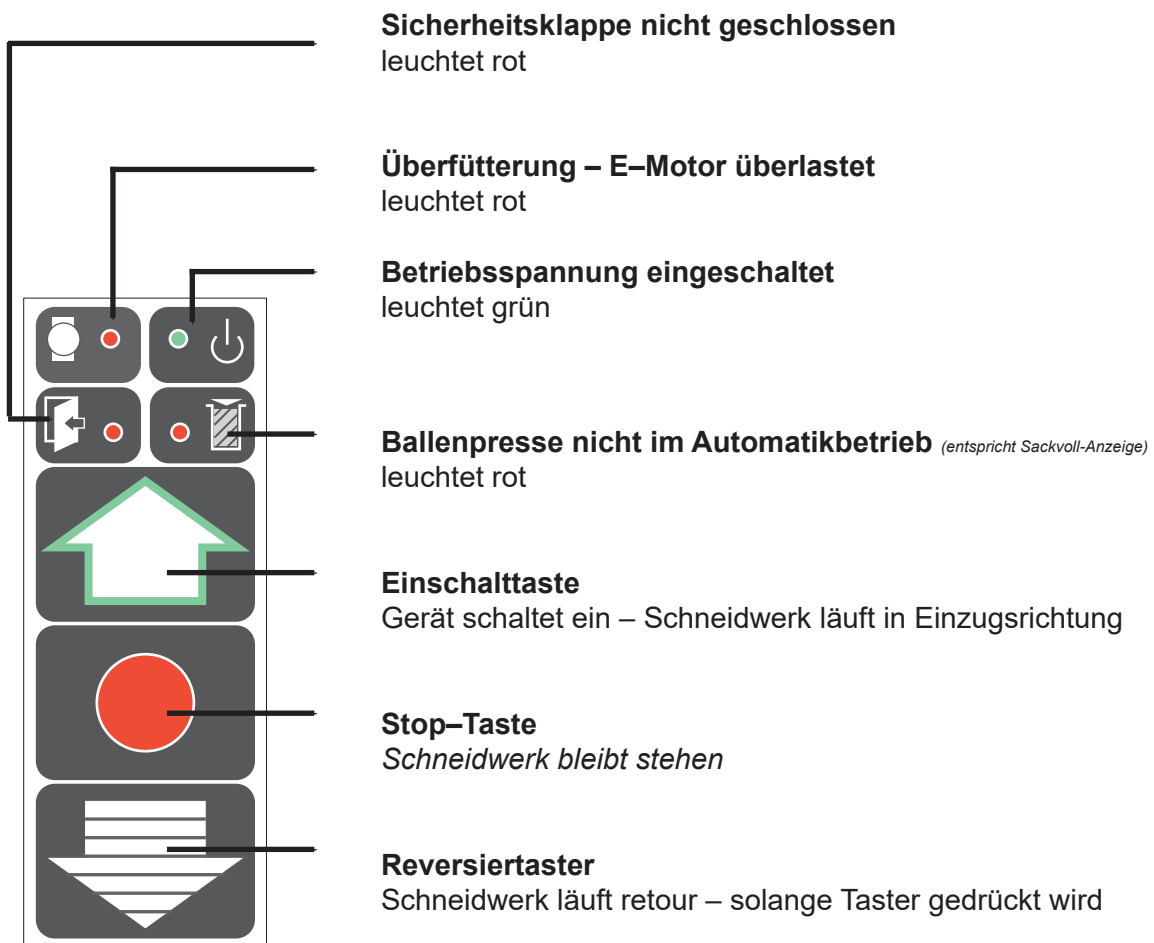 Sicherheitsklappe nicht geschlossen
leuchtet rot
Überfütterung – E–Motor überlastet
leuchtet rot
Betriebsspannung eingeschaltet
leuchtet grün
Ballenpresse nicht im Automatikbetrieb (entspricht Sackvoll-Anzeige)
leuchtet rot
Einschalttaste
Gerät schaltet ein – Schneidwerk läuft in Einzugsrichtung
Stop–Taste
Schneidwerk bleibt stehen
Reversiertaster
Schneidwerk läuft retour – solange Taster gedrückt wird